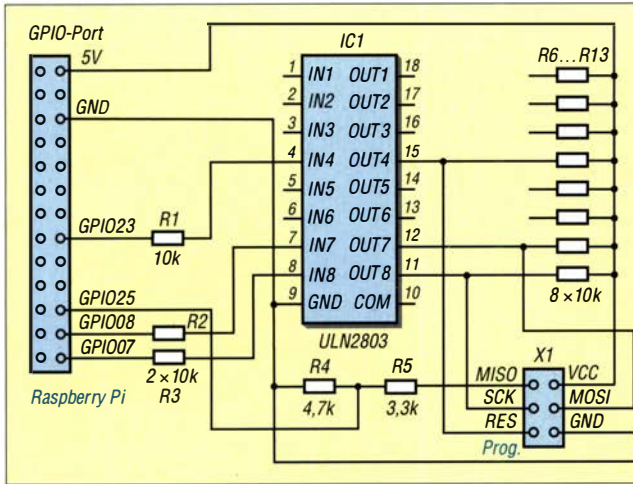 GPIO-Port
5V
GND
GPIO23
R1
10k
GPIO25
GPIO08
R2
GPIO07
2×10k
R3
Raspberry Pi
IC1
1 IN1 OUT1 18
2 IN2 OUT2 17
3 IN3 OUT3 16
4 IN4 OUT4 15
5 IN5 OUT5 14
6 IN6 OUT6 13
7 IN7 OUT7 12
8 IN8 OUT8 11
9 GND COM 10
ULN2803
R6...R13
8×10k
R4
4,7k
R5
3,3k
X1
MISO VCC
SCK MOSI
RES GND
Prog.